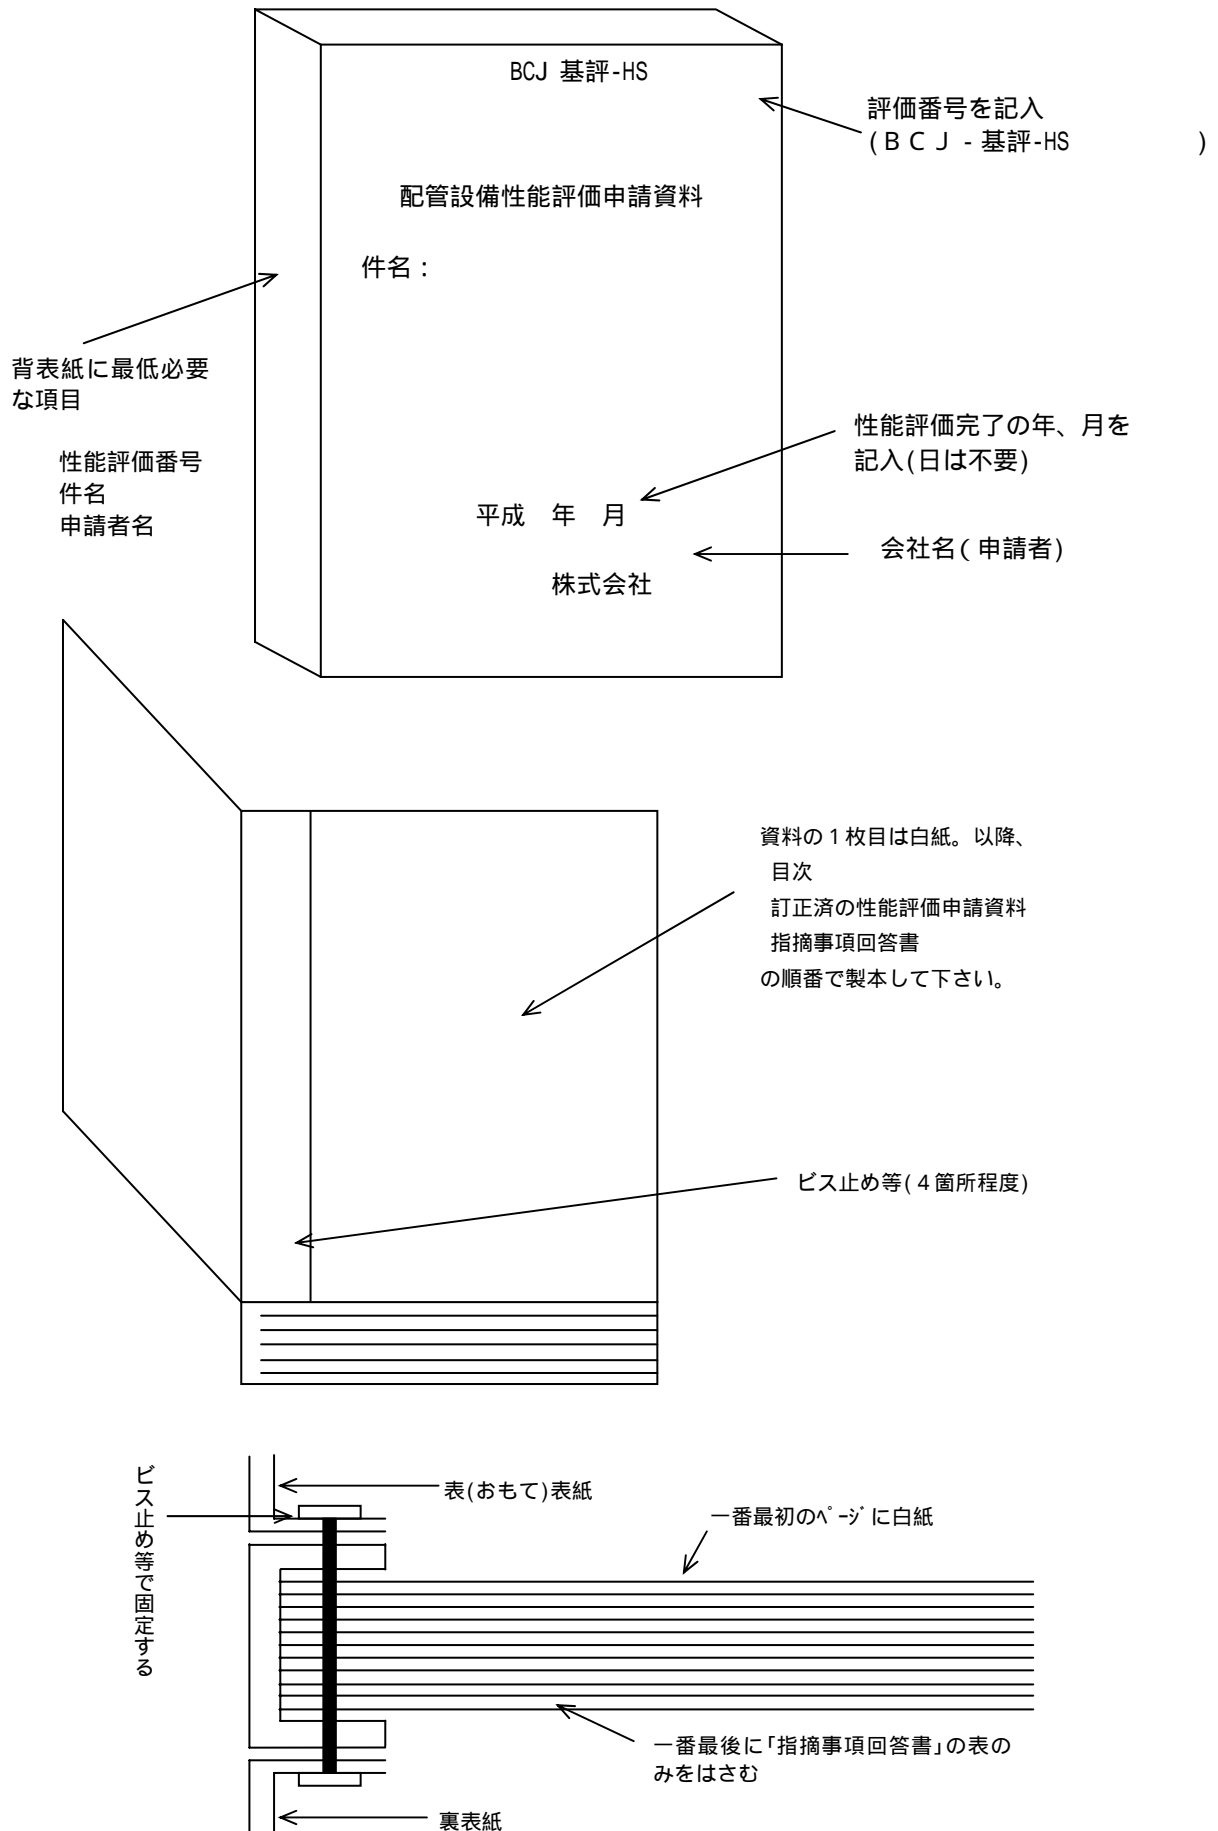 BCJ 基評-HS
評価番号を記入
(ＢＣＪ-基評-HS )
配管設備性能評価申請資料
件名：
背表紙に最低必要
な項目
性能評価番号
件名
申請者名
性能評価完了の年、月を
記入(日は不要)
平成 年 月
会社名(申請者)
株式会社
資料の１枚目は白紙。以降、
目次
訂正済の性能評価申請資料
指摘事項回答書
の順番で製本して下さい。
ビス止め等(４箇所程度)
ビス止め等で固定する
表(おもて)表紙
一番最初のﾍﾟｰｼﾞに白紙
一番最後に「指摘事項回答書」の表の
みをはさむ
裏表紙